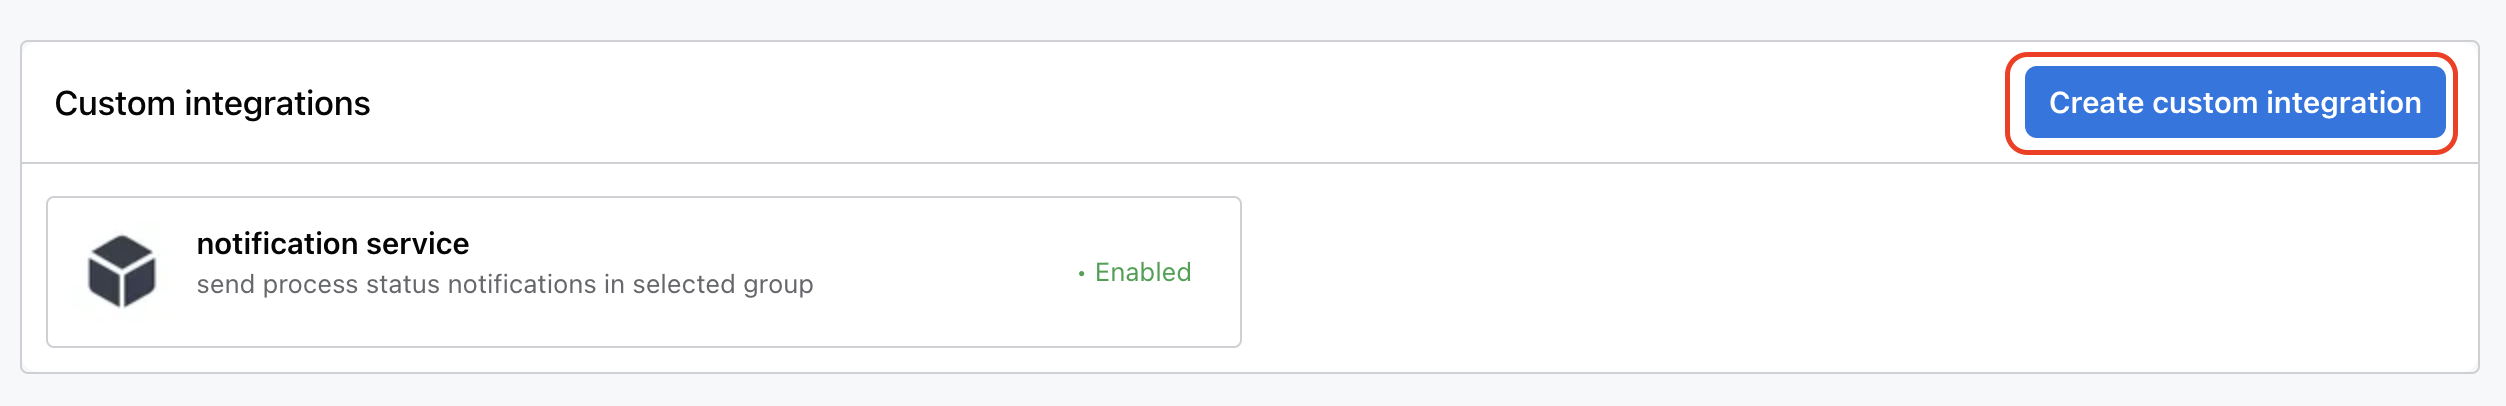 Custom integrations
Create custom integration
notification service
send process status notifications in selected group
• Enabled